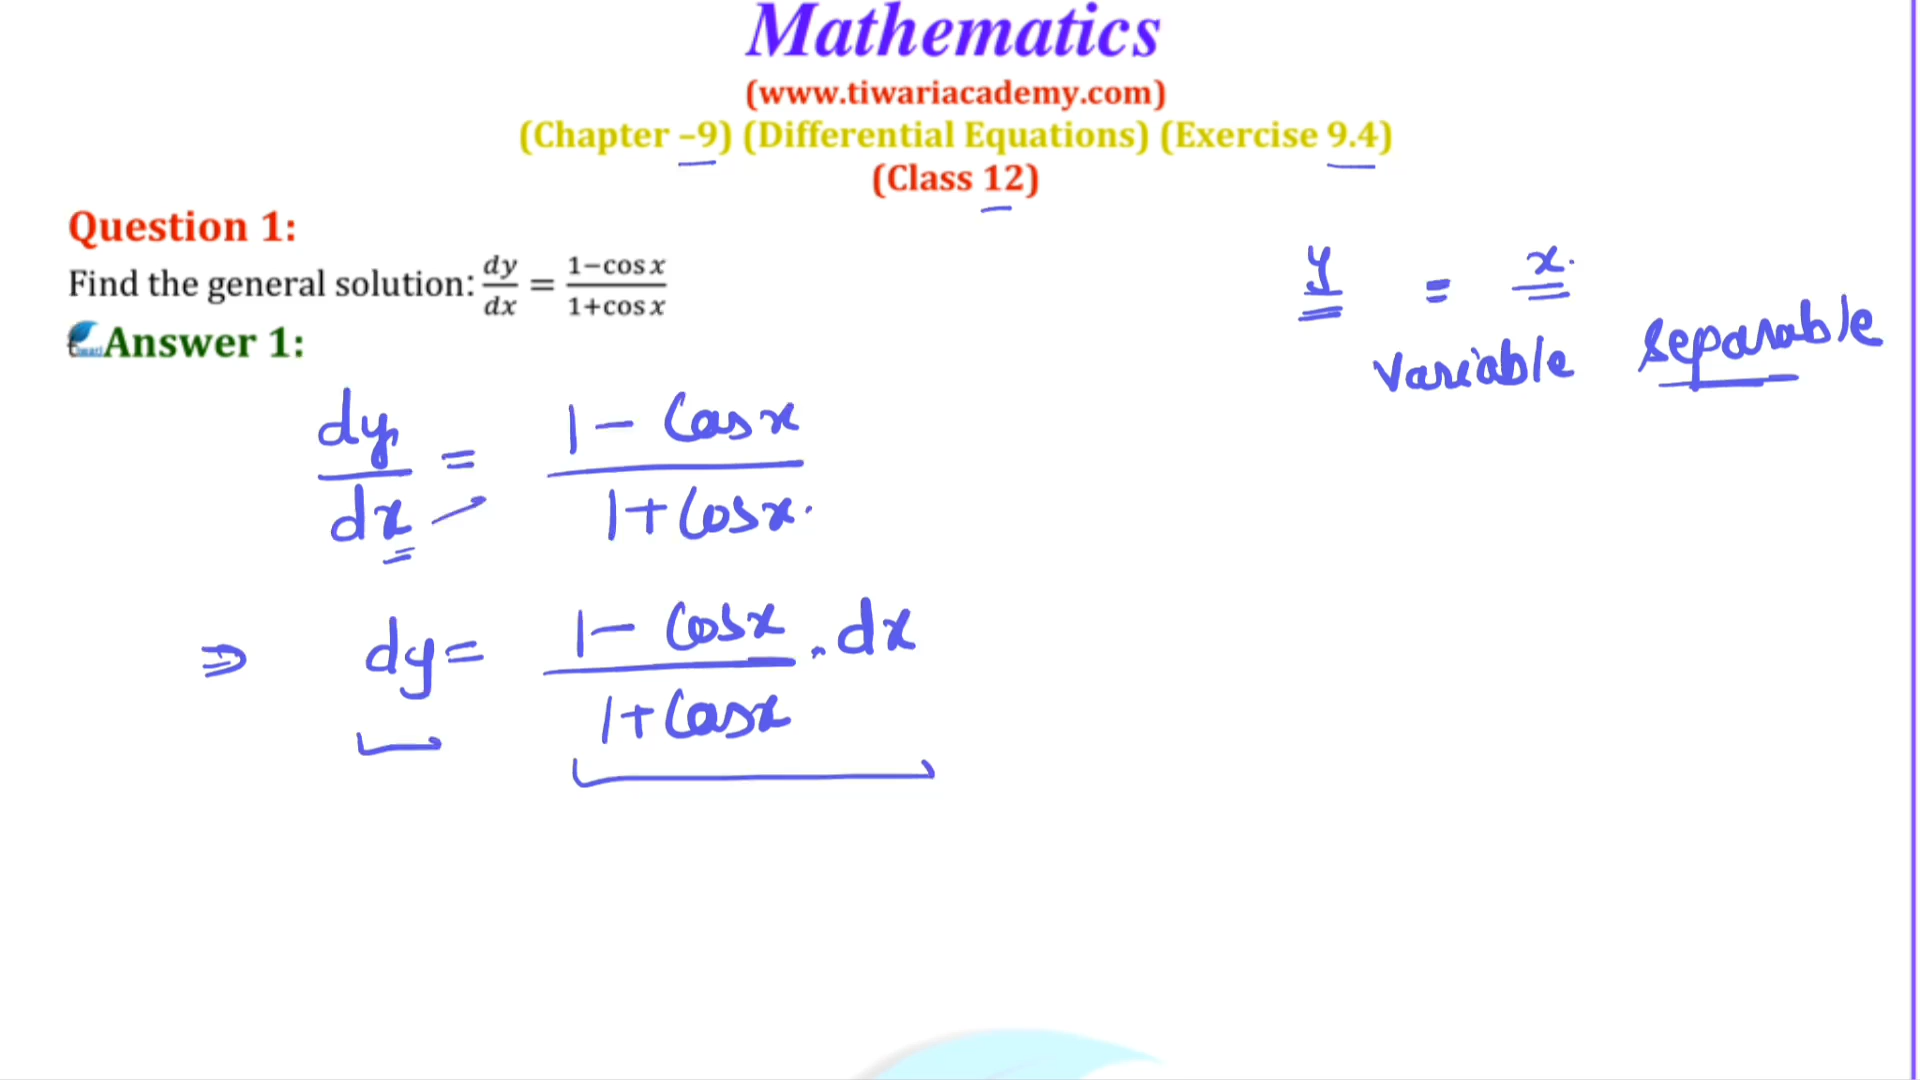 Mathematics
(www.tiwariacademy.com)
(Chapter –9) (Differential Equations) (Exercise 9.4)
(Class 12)
Question 1:
Find the general solution: dy/dx = 1−cos x/1+cos x
Answer 1:
y = x.
Variable Separable
dy/dx = 1 - Cosx/1 + Cosx.
⇒ dy = 1 - Cosx/1 + Cosx . dx